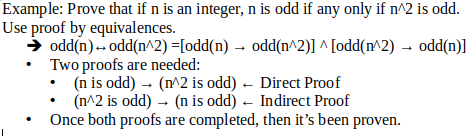 Example: Prove that if n is an integer, n is odd if any only if n^2 is odd.
Use proof by equivalences.
➔ odd(n)↔odd(n^2) =[odd(n) → odd(n^2)] ^ [odd(n^2) → odd(n)]
• Two proofs are needed:
• (n is odd) → (n^2 is odd) ← Direct Proof
• (n^2 is odd) → (n is odd) ← Indirect Proof
• Once both proofs are completed, then it’s been proven.